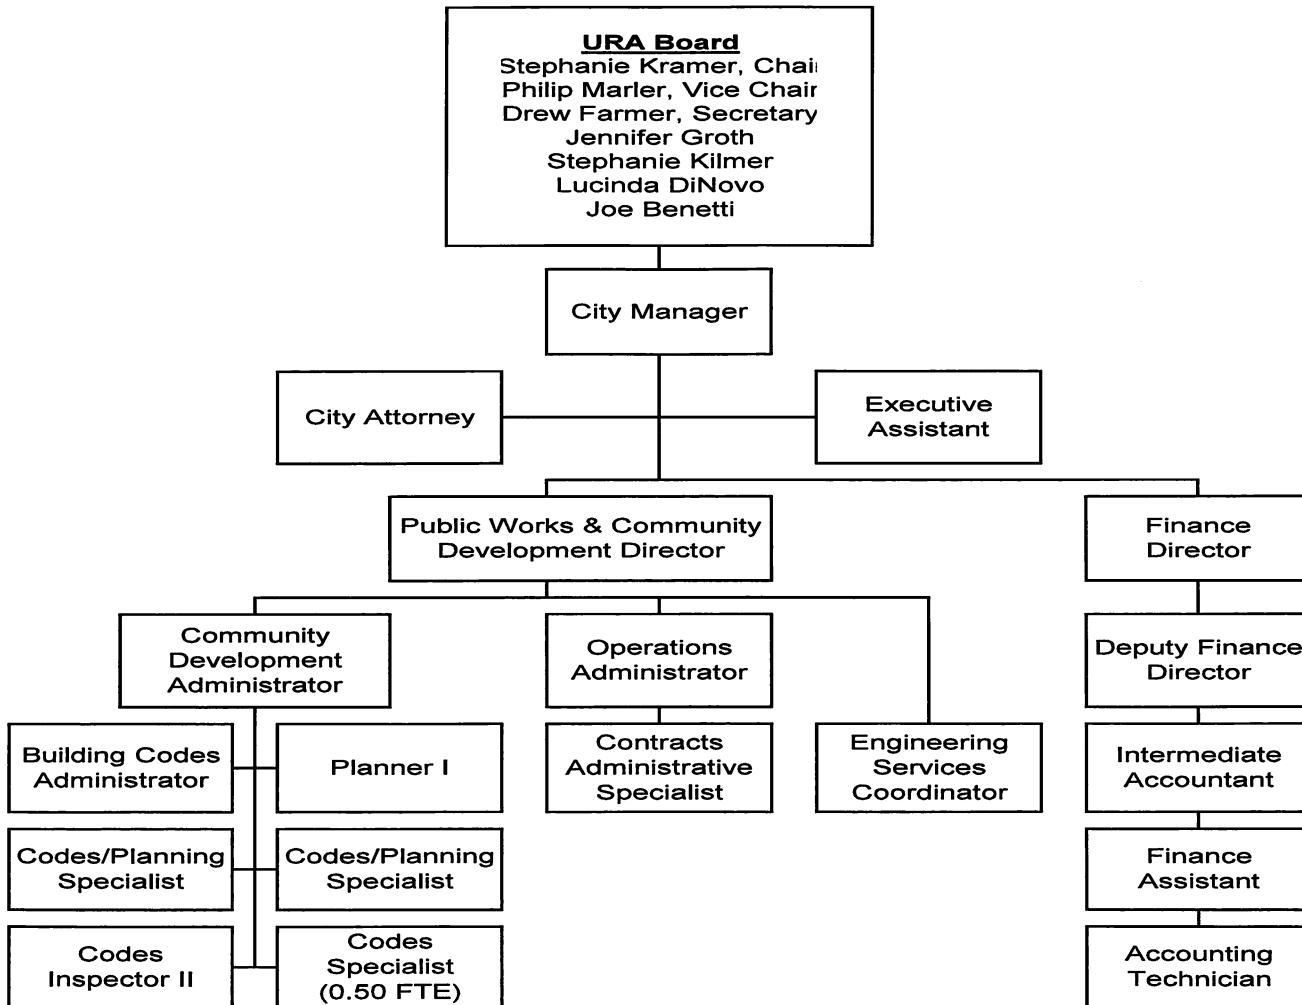 URA Board
Stephanie Kramer, Chai
Philip Marler, Vice Chair
Drew Farmer, Secretary
Jennifer Groth
Stephanie Kilmer
Lucinda DiNovo
Joe Benetti
City Manager
City Attorney
Executive
Assistant
Public Works & Community
Development Director
Finance
Director
Community
Development
Administrator
Operations
Administrator
Deputy Finance
Director
Building Codes
Administrator
Planner I
Contracts
Administrative
Specialist
Engineering
Services
Coordinator
Intermediate
Accountant
Codes/Planning
Specialist
Codes/Planning
Specialist
Finance
Assistant
Codes
Inspector II
Codes
Specialist
(0.50 FTE)
Accounting
Technician